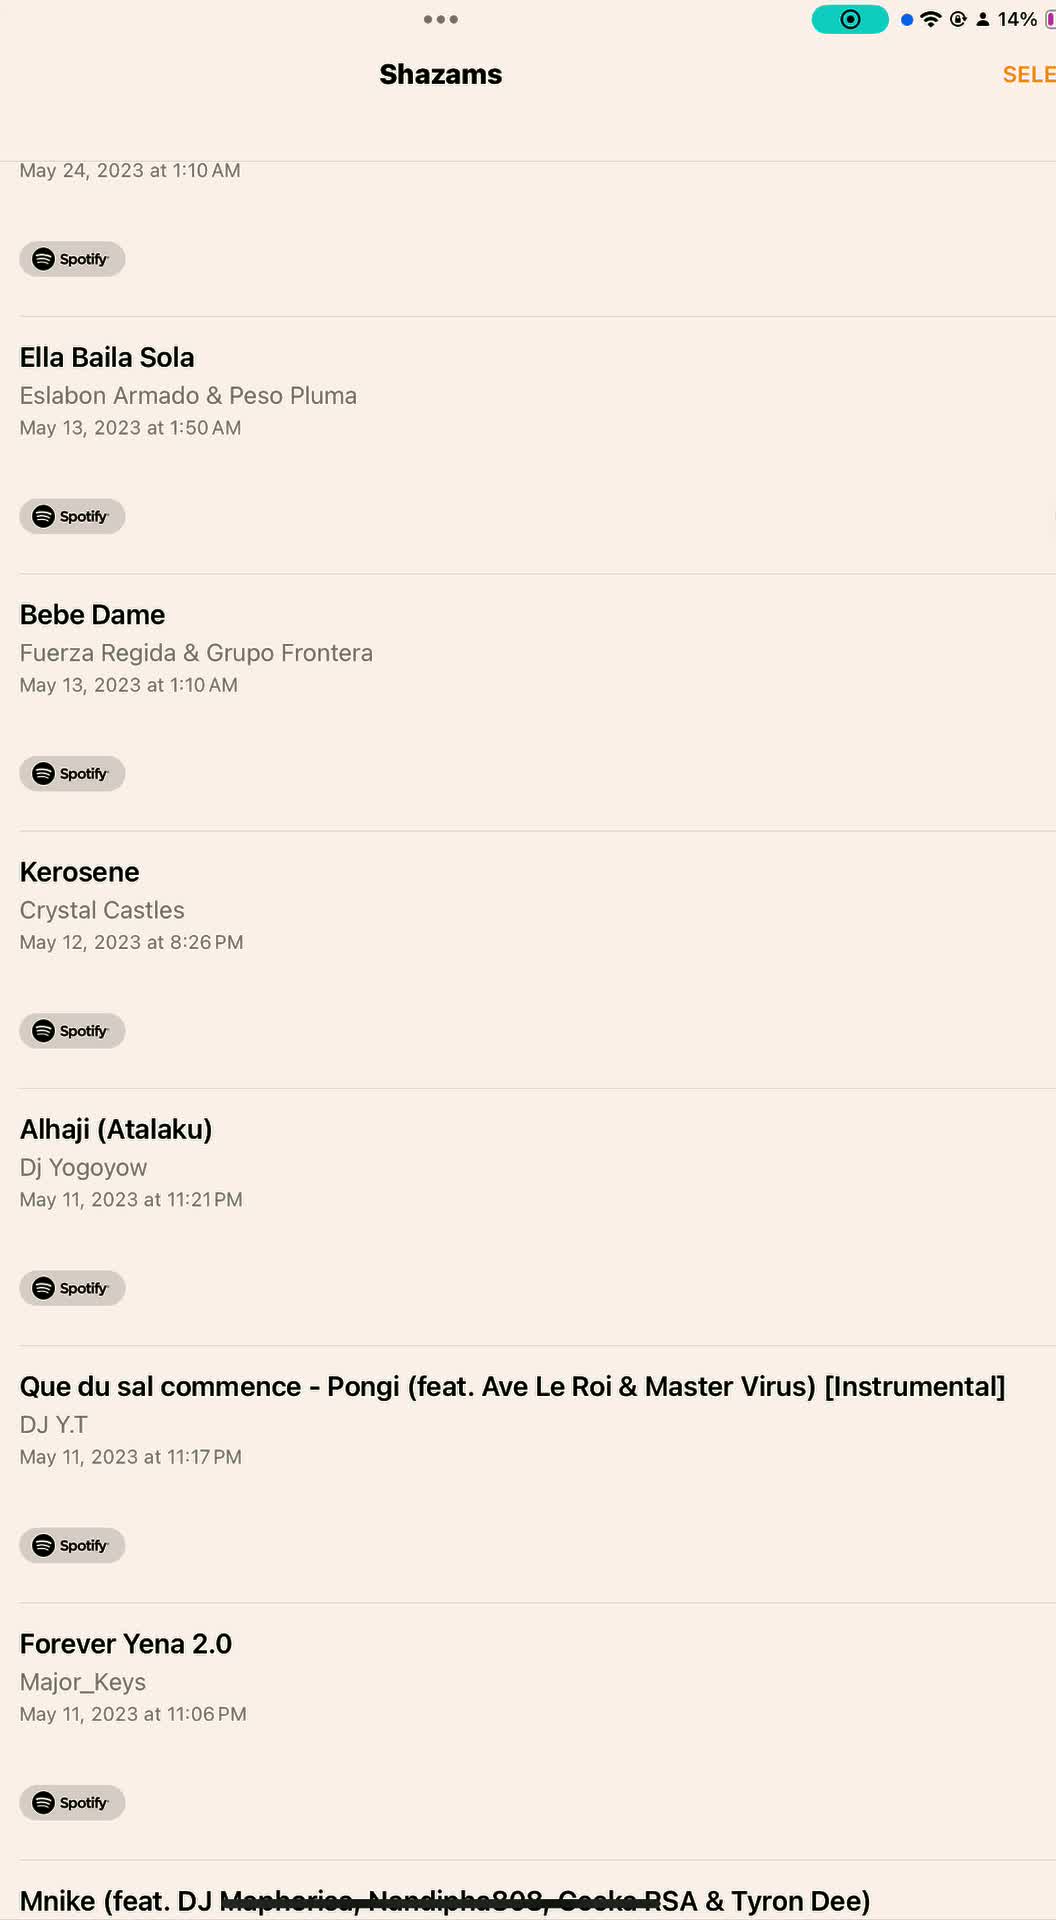 14%
Shazams
SELE
May 24, 2023 at 1:10 AM
Spotify
Ella Baila Sola
Eslabon Armado & Peso Pluma
May 13, 2023 at 1:50 AM
Spotify
Bebe Dame
Fuerza Regida & Grupo Frontera
May 13, 2023 at 1:10 AM
Spotify
Kerosene
Crystal Castles
May 12, 2023 at 8:26 PM
Spotify
Alhaji (Atalaku)
Dj Yogoyow
May 11, 2023 at 11:21 PM
Spotify
Que du sal commence - Pongi (feat. Ave Le Roi & Master Virus) [Instrumental]
DJ Y.T
May 11, 2023 at 11:17 PM
Spotify
Forever Yena 2.0
Major_Keys
May 11, 2023 at 11:06 PM
Spotify
Mnike (feat. DJ Maphorisa, Nandipha808, Ceeka RSA & Tyron Dee)